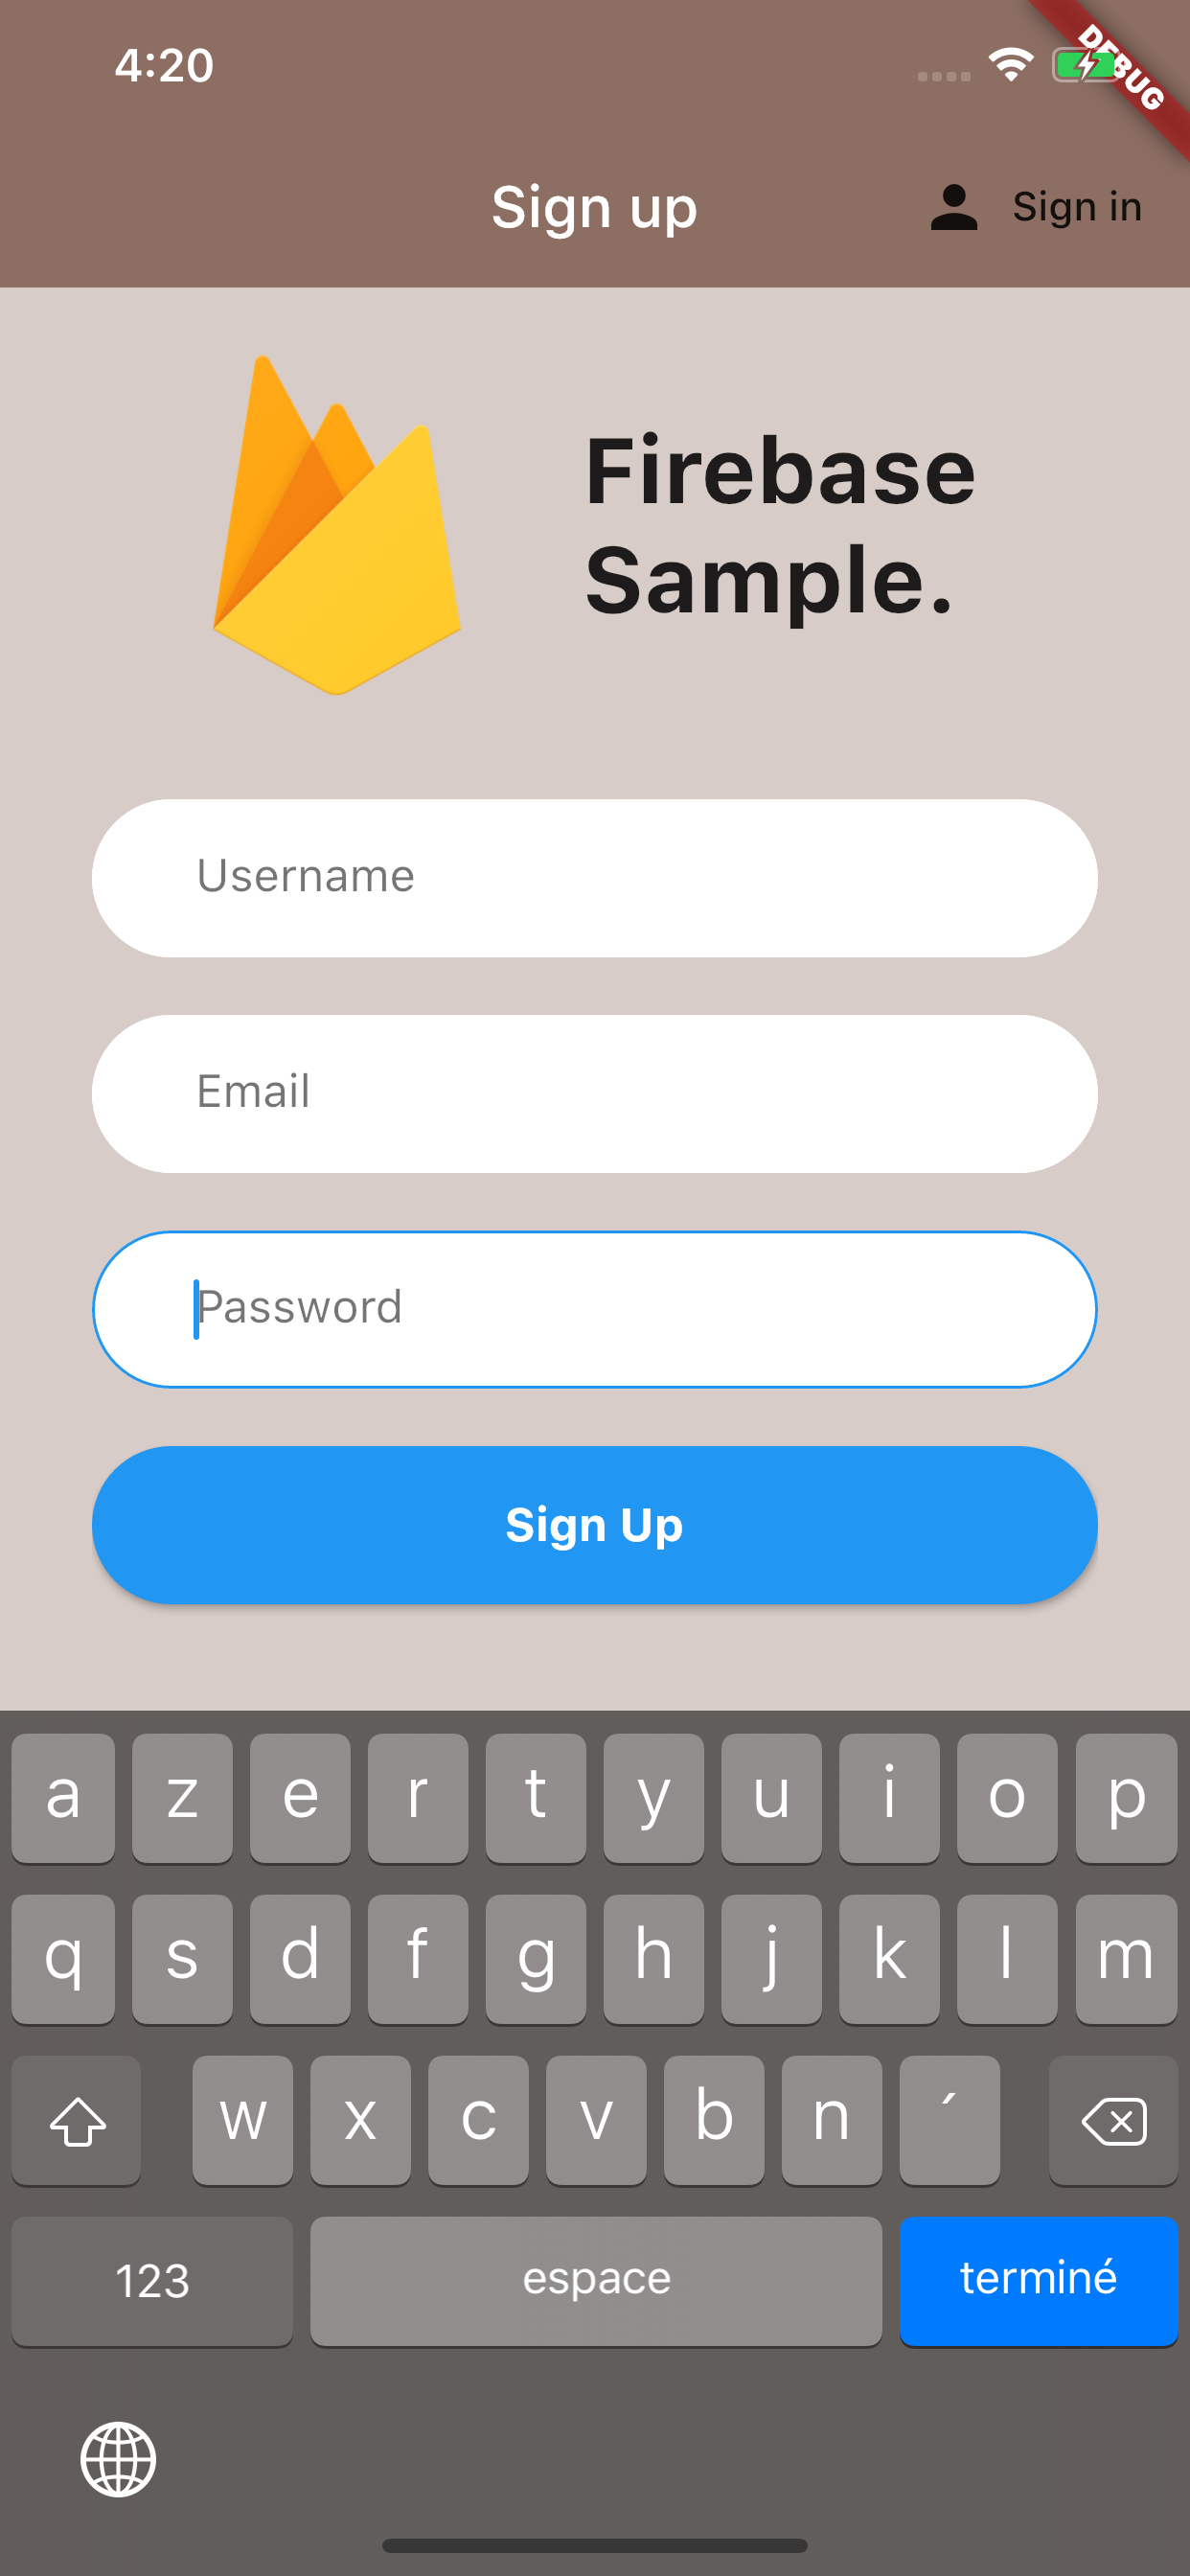 4:20
DEBUG
Sign up
Sign in
Firebase
Sample.
Username
Email
Password
Sign Up
a z e r t y u i o p
q s d f g h j k l m
w x c v b n ´
123 espace terminé